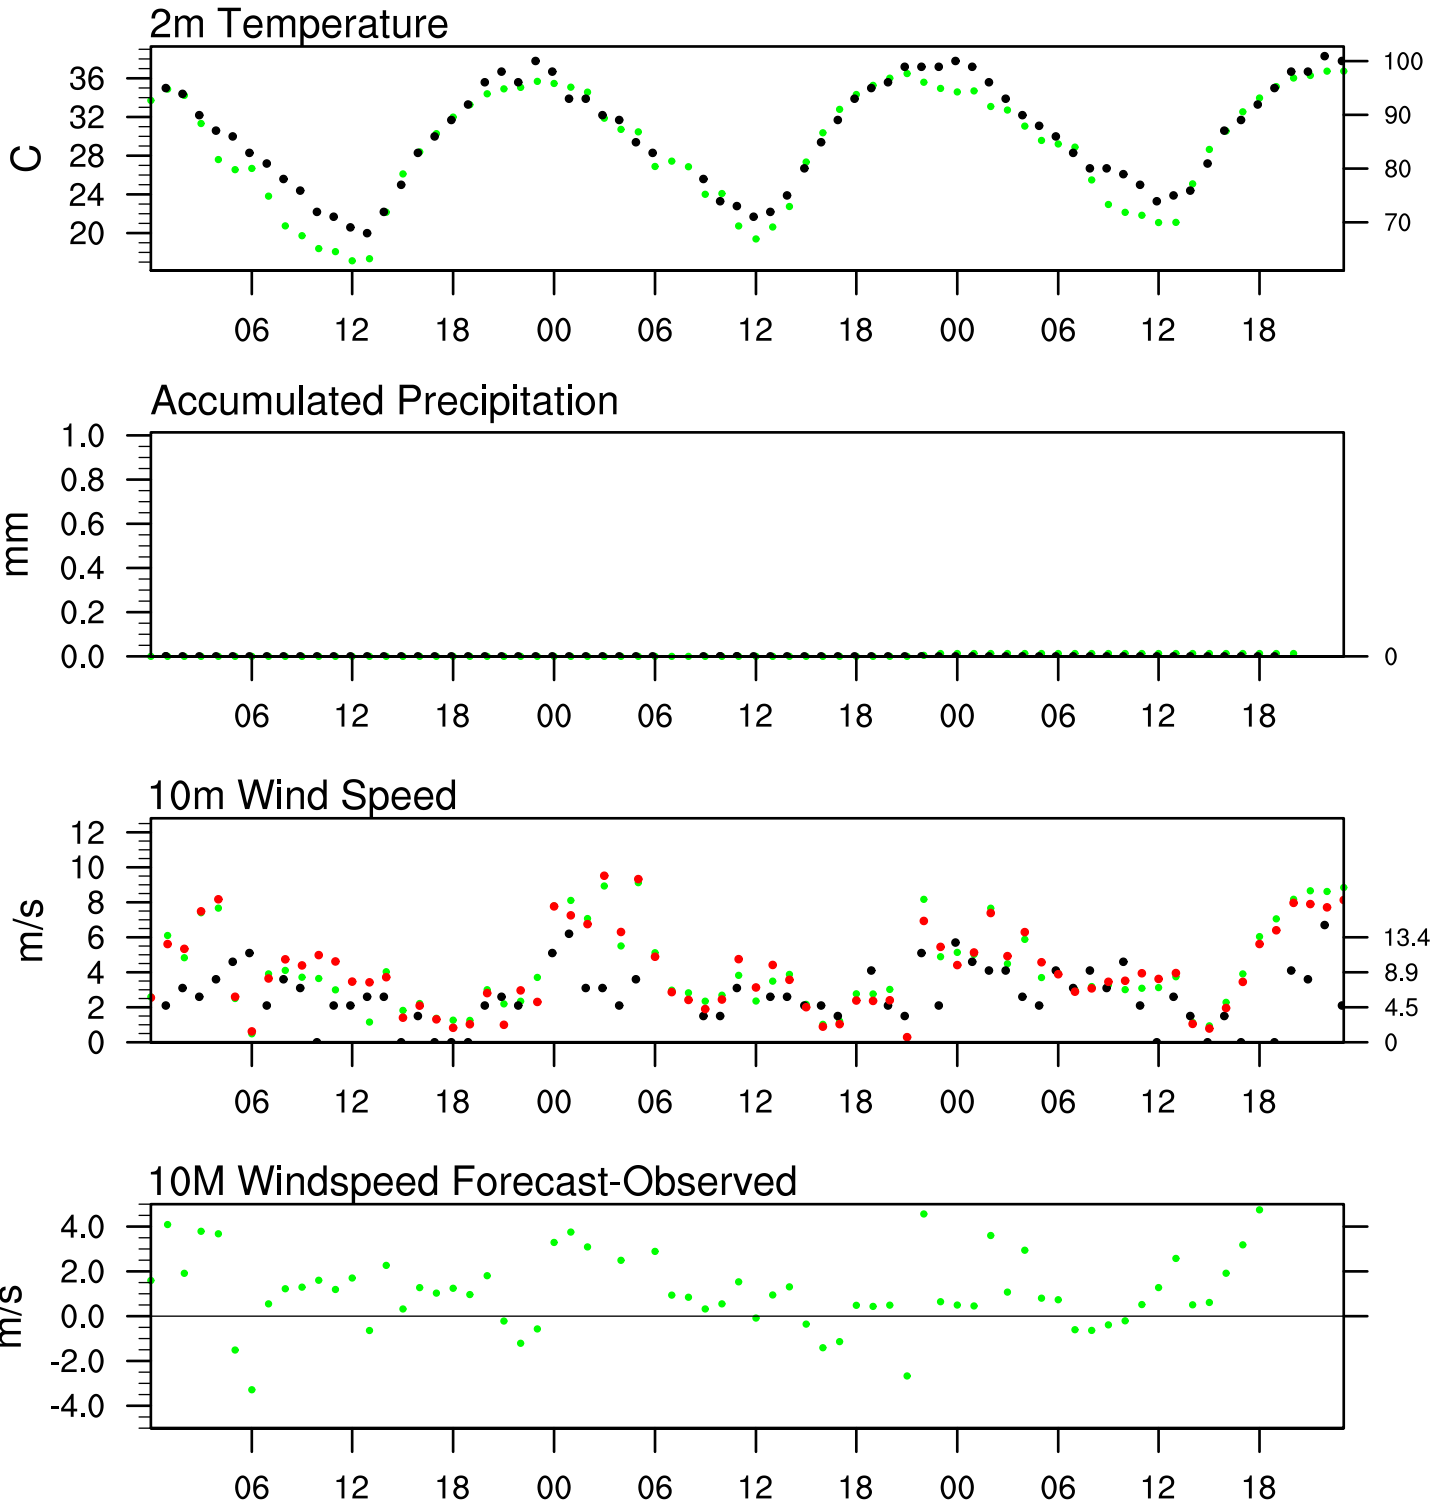 2m Temperature
36
32
28
24
20
C
100
90
80
70
06 12 18 00 06 12 18 00 06 12 18
Accumulated Precipitation
1.0
0.8
0.6
0.4
0.2
0.0
mm
0
06 12 18 00 06 12 18 00 06 12 18
10m Wind Speed
12
10
8
6
4
2
0
m/s
13.4
8.9
4.5
0
06 12 18 00 06 12 18 00 06 12 18
10M Windspeed Forecast-Observed
4.0
2.0
0.0
-2.0
-4.0
m/s
06 12 18 00 06 12 18 00 06 12 18